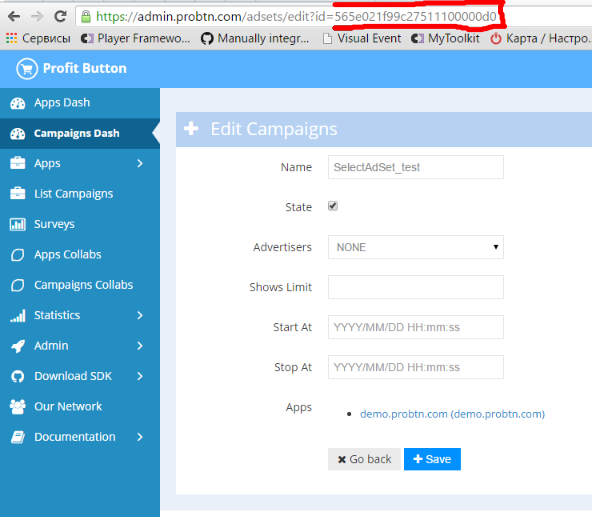 https://admin.probtn.com/adsets/edit?id=565e021f99c27511100000d0
Сервисы Player Framewo... Manually integr... Visual Event MyToolkit Карта / Настро.
Profit Button
Apps Dash
Campaigns Dash
Apps
List Campaigns
Surveys
Apps Collabs
Campaigns Collabs
Statistics
Admin
Download SDK
Our Network
Documentation
Edit Campaigns
Name SelectAdSet_test
State
Advertisers NONE
Shows Limit
Start At YYYY/MM/DD HH:mm:ss
Stop At YYYY/MM/DD HH:mm:ss
Apps • demo.probtn.com (demo.probtn.com)
Go back Save